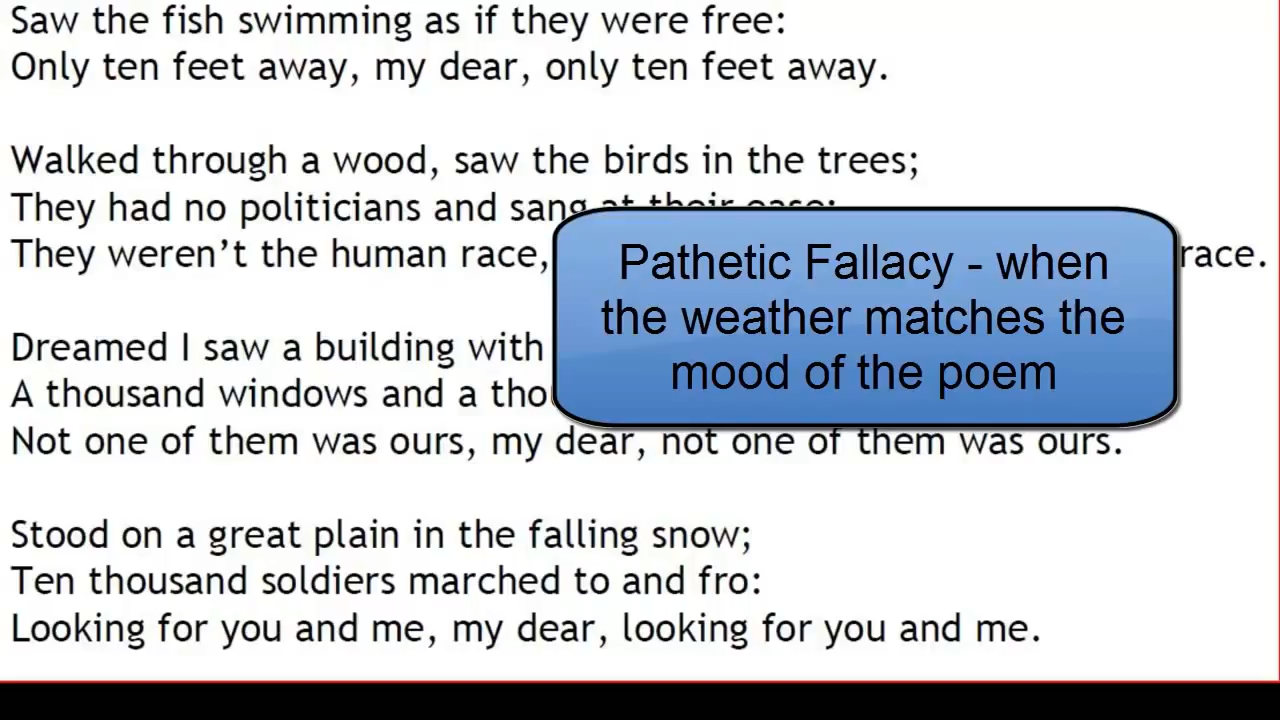 Saw the fish swimming as if they were free:
Only ten feet away, my dear, only ten feet away.
Walked through a wood, saw the birds in the trees;
They had no politicians and sang at their ease:
They weren't the human race, race.
Dreamed I saw a building with
A thousand windows and a tho
Not one of them was ours, my dear, not one of them was ours.
Stood on a great plain in the falling snow;
Ten thousand soldiers marched to and fro:
Looking for you and me, my dear, looking for you and me.
Pathetic Fallacy - when
the weather matches the
mood of the poem